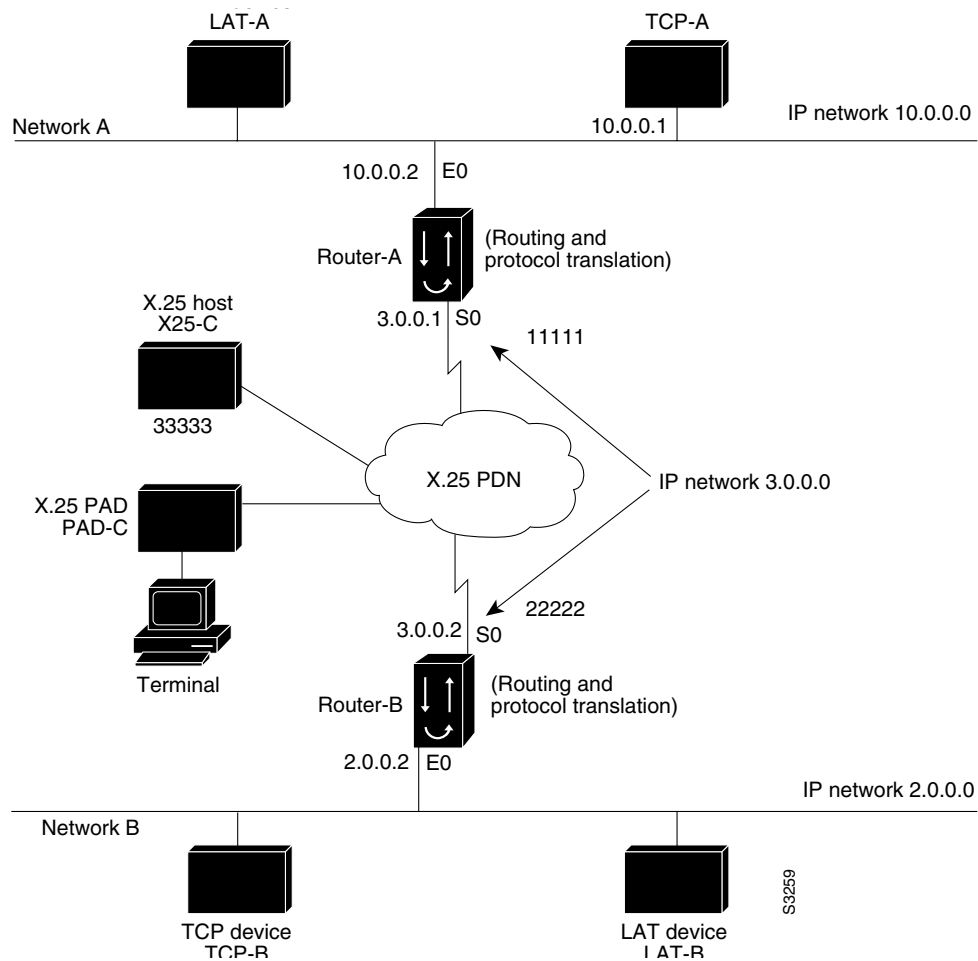 LAT-A
TCP-A
Network A
10.0.0.1
IP network 10.0.0.0
10.0.0.2
E0
Router-A
(Routing and
protocol translation)
3.0.0.1
S0
11111
X.25 host
X25-C
33333
X.25 PDN
IP network 3.0.0.0
X.25 PAD
PAD-C
Terminal
22222
3.0.0.2
S0
Router-B
(Routing and
protocol translation)
2.0.0.2
E0
IP network 2.0.0.0
Network B
TCP device
TCP-B
LAT device
LAT-B
S3259